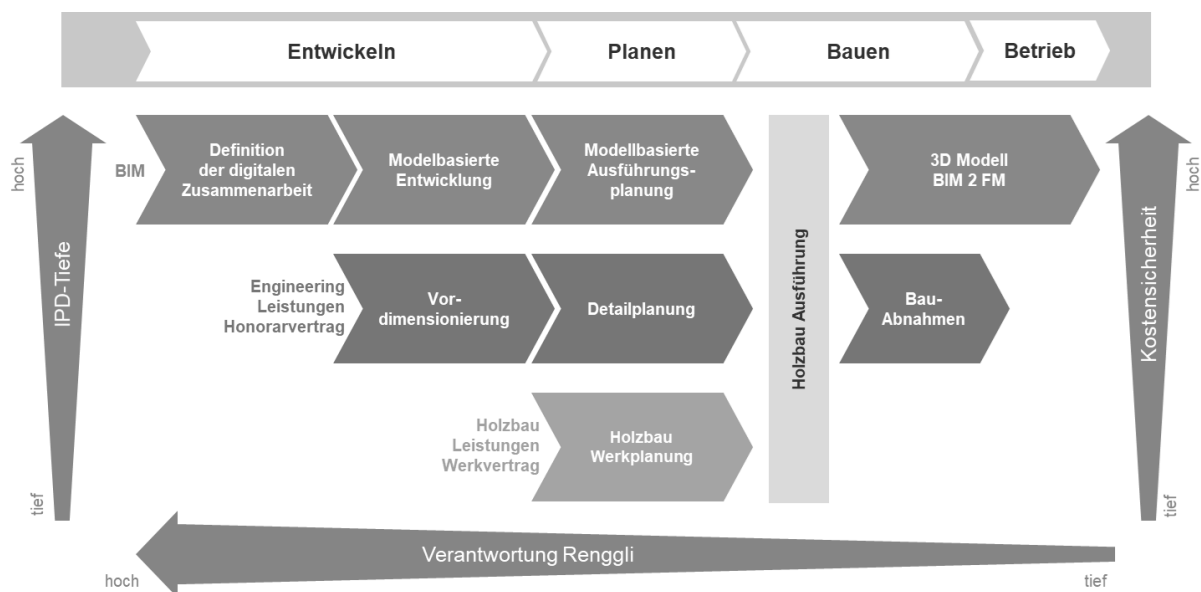 Entwickeln
Planen
Bauen
Betrieb
hoch
IPD-Tiefe
tief
BIM
Definition
der digitalen
Zusammenarbeit
Modelbasierte
Entwicklung
Modellbasierte
Ausführungs-
planung
3D Modell
BIM 2 FM
Engineering
Leistungen
Honorarvertrag
Vor-
dimensionierung
Detailplanung
Bau-
Abnahmen
Holzbau
Leistungen
Werkvertrag
Holzbau
Werkplanung
Holzbau Ausführung
hoch
Kostensicherheit
tief
Verantwortung Renggli
hoch
tief